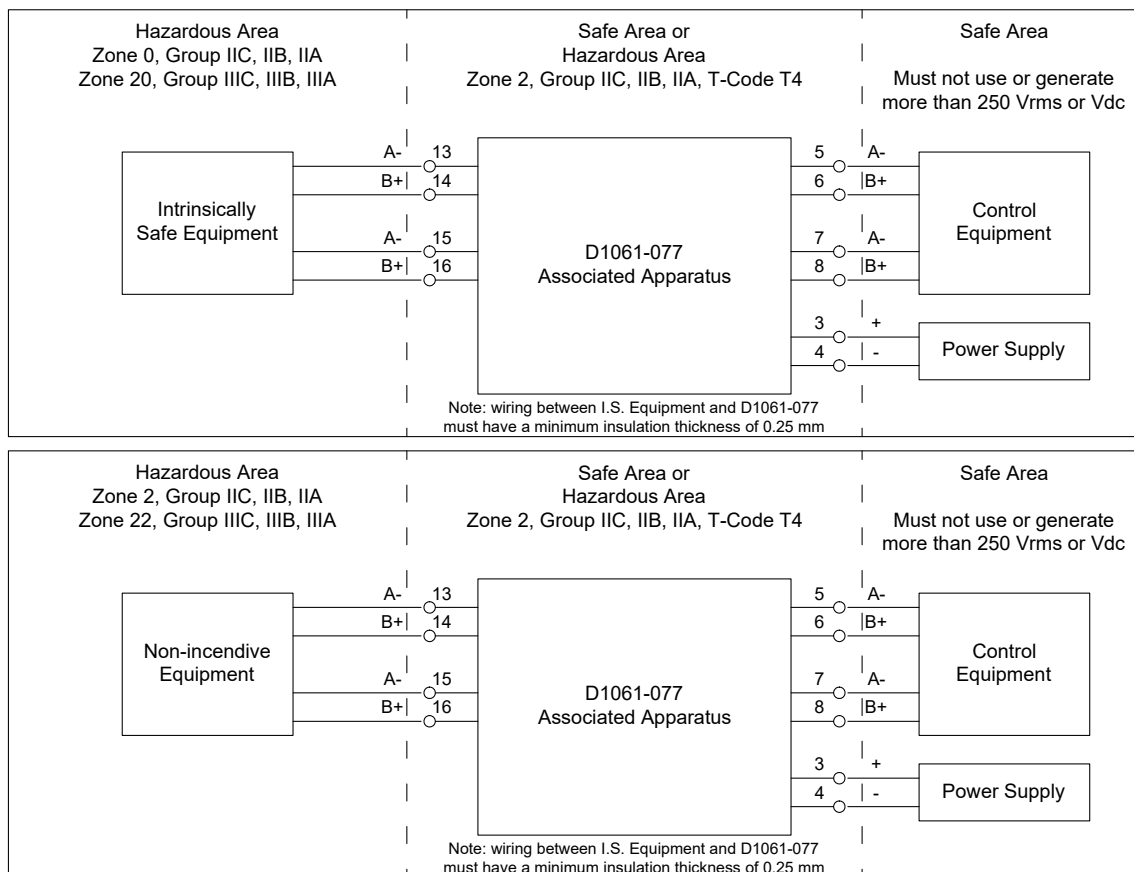 Hazardous Area
Zone 0, Group IIC, IIB, IIA
Zone 20, Group IIIC, IIIB, IIIA
Safe Area or
Hazardous Area
Zone 2, Group IIC, IIB, IIA, T-Code T4
Safe Area
Must not use or generate
more than 250 Vrms or Vdc
Intrinsically
Safe Equipment
A- 13
B+ 14
A- 15
B+ 16
D1061-077
Associated Apparatus
5 A-
6 B+
7 A-
8 B+
3 +
4 -
Control
Equipment
Power Supply
Note: wiring between I.S. Equipment and D1061-077
must have a minimum insulation thickness of 0.25 mm
Hazardous Area
Zone 2, Group IIC, IIB, IIA
Zone 22, Group IIIC, IIIB, IIIA
Safe Area or
Hazardous Area
Zone 2, Group IIC, IIB, IIA, T-Code T4
Safe Area
Must not use or generate
more than 250 Vrms or Vdc
Non-incendive
Equipment
A- 13
B+ 14
A- 15
B+ 16
D1061-077
Associated Apparatus
5 A-
6 B+
7 A-
8 B+
3 +
4 -
Control
Equipment
Power Supply
Note: wiring between I.S. Equipment and D1061-077
must have a minimum insulation thickness of 0.25 mm